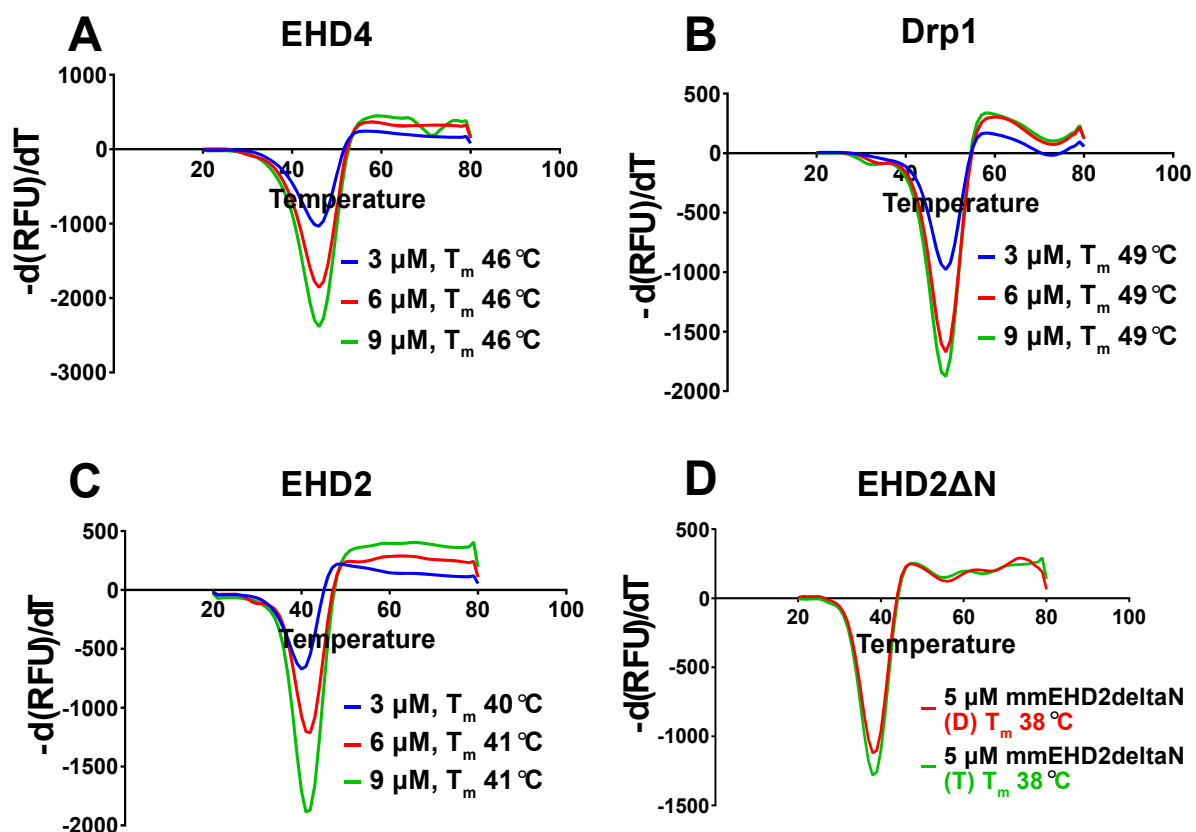 A
EHD4
1000
0
-1000
-2000
-3000
20
40
60
80
100
Temperature
-d(RFU)/dT
3 µM, Tm 46 °C
6 µM, Tm 46 °C
9 µM, Tm 46 °C
B
Drp1
500
0
-500
-1000
-1500
-2000
20
40
60
80
100
Temperature
-d(RFU)/dT
3 µM, Tm 49 °C
6 µM, Tm 49 °C
9 µM, Tm 49 °C
C
EHD2
500
0
-500
-1000
-1500
-2000
20
40
60
80
100
Temperature
-d(RFU)/dT
3 µM, Tm 40 °C
6 µM, Tm 41 °C
9 µM, Tm 41 °C
D
EHD2ΔN
500
0
-500
-1000
-1500
20
40
60
80
100
Temperature
-d(RFU)/dT
5 µM mmEHD2deltaN
(D) Tm 38 °C
5 µM mmEHD2deltaN
(T) Tm 38 °C